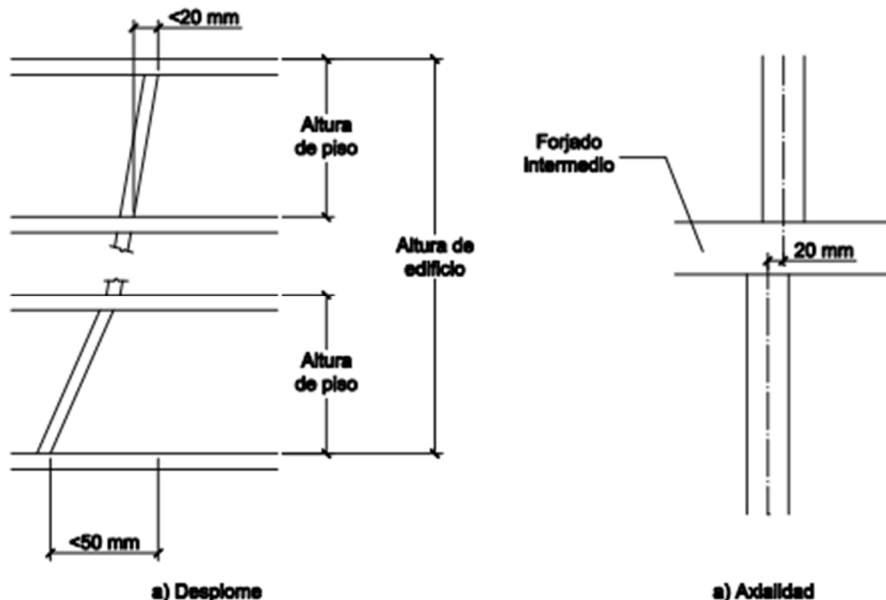 <20 mm
Altura
de piso
Altura de
edificio
Altura
de piso
<50 mm
a) Desplome
Forjado
Intermedio
20 mm
a) Axialidad